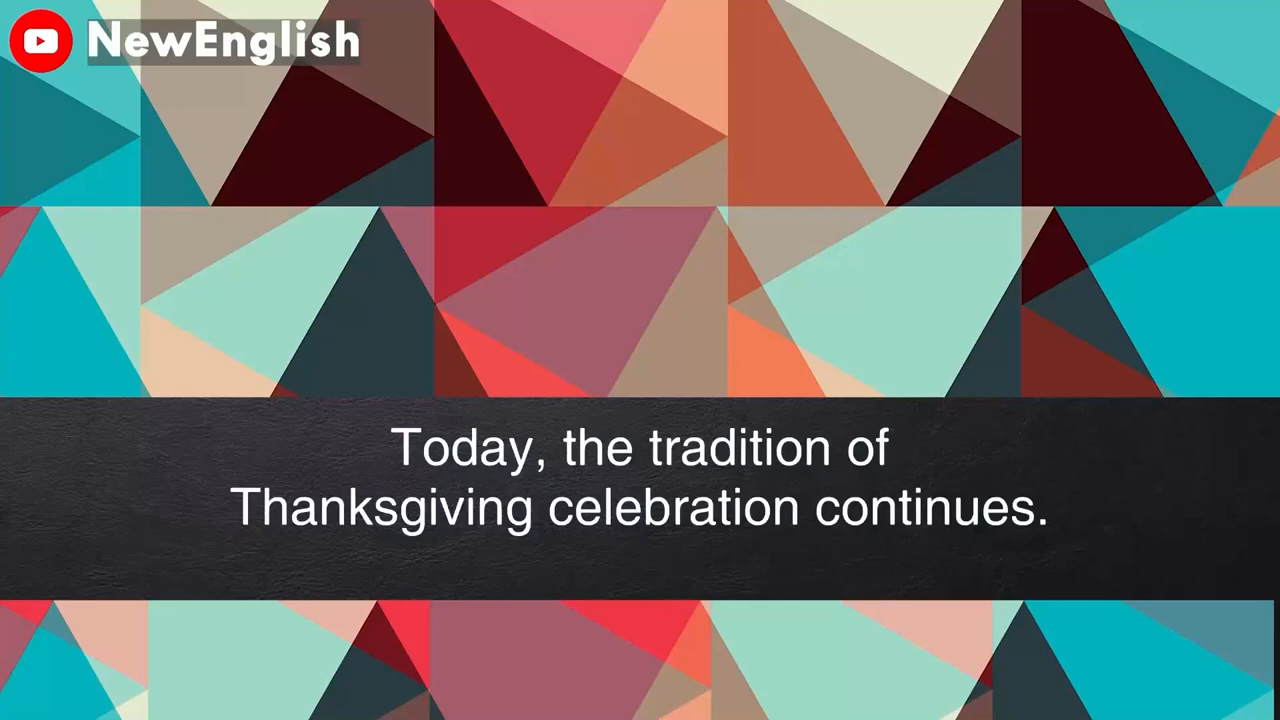 NewEnglish
Today, the tradition of
Thanksgiving celebration continues.